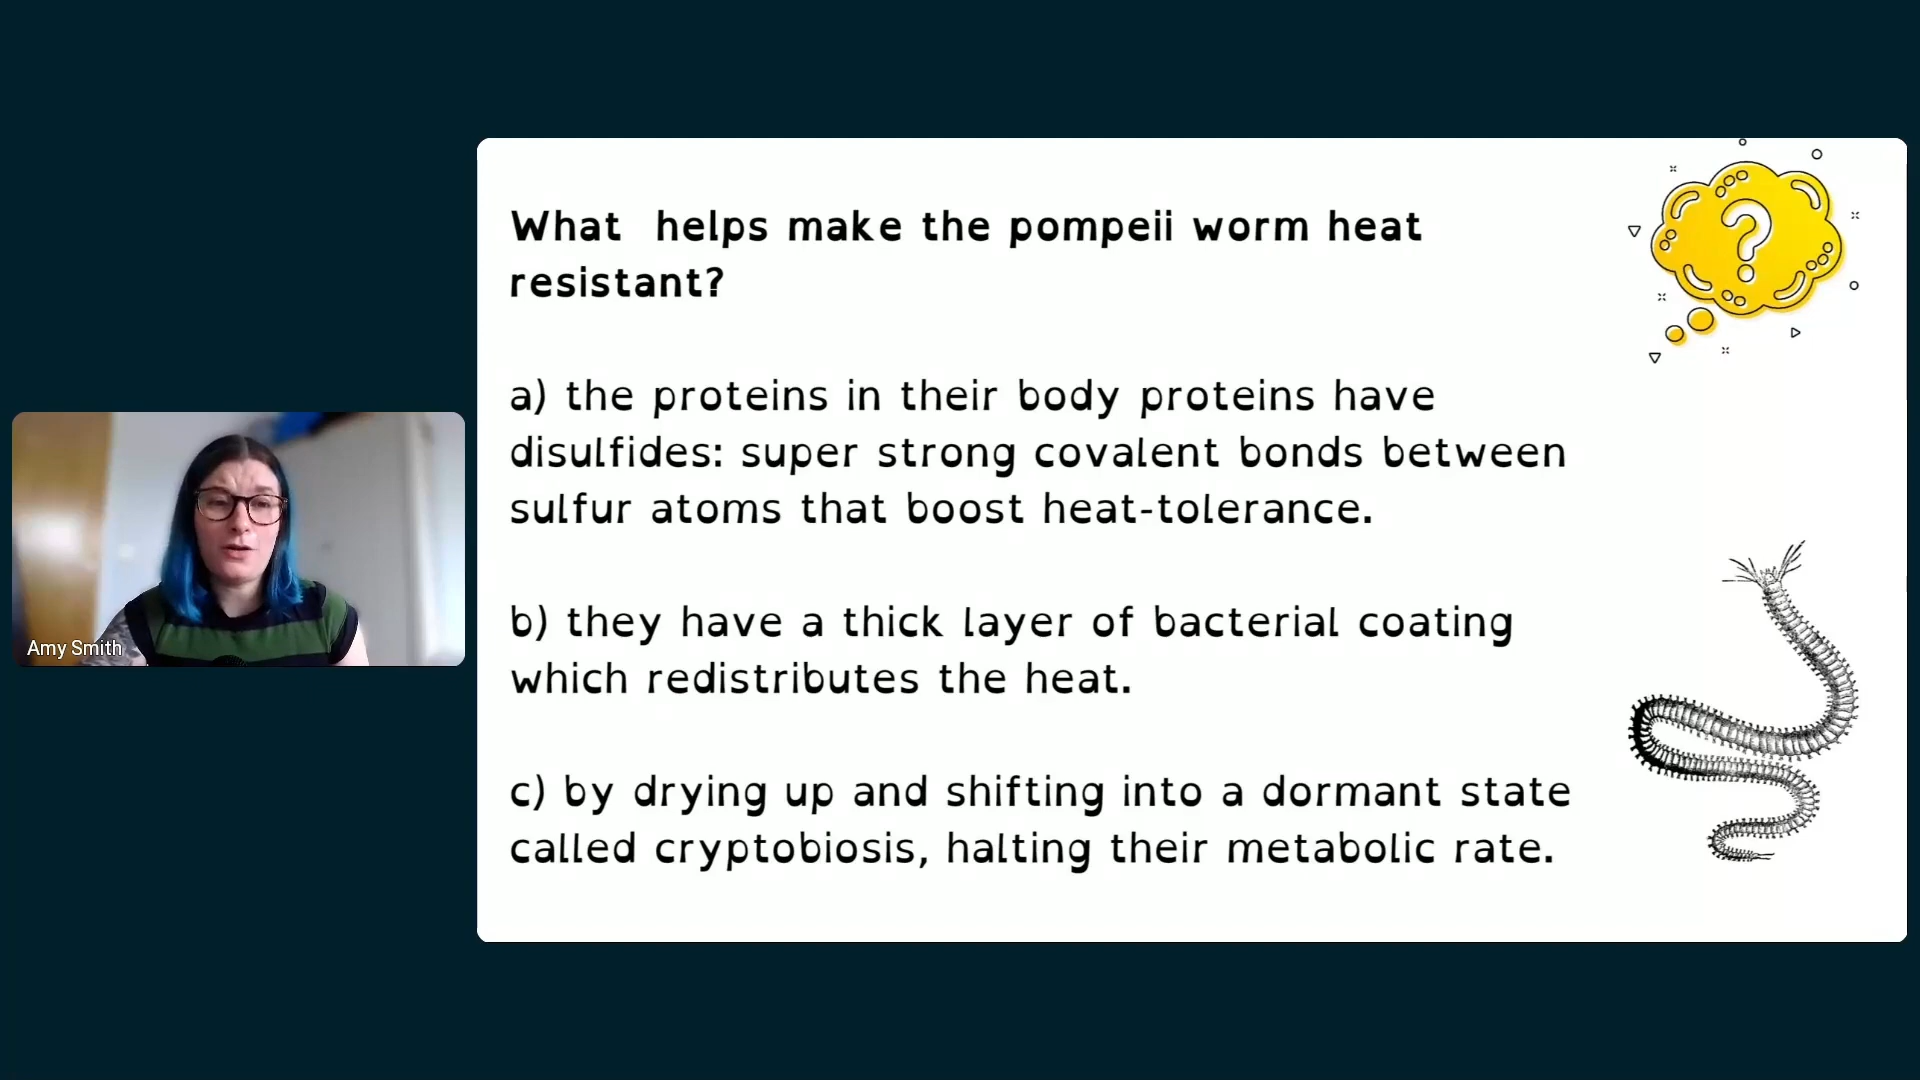 What  helps make the pompeii worm heat
resistant?
a) the proteins in their body proteins have
disulfides: super strong covalent bonds between
sulfur atoms that boost heat-tolerance.
b) they have a thick layer of bacterial coating
which redistributes the heat.
c) by drying up and shifting into a dormant state
called cryptobiosis, halting their metabolic rate.
?
Amy Smith